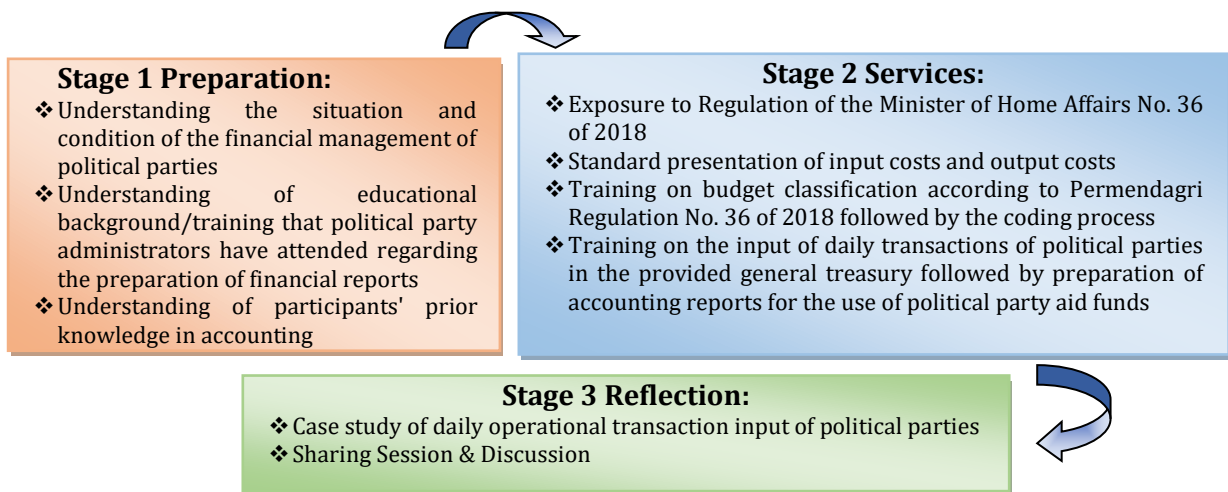 Stage 1 Preparation:
❖Understanding the situation and
condition of the financial management of
political parties
❖Understanding of educational
background/training that political party
administrators have attended regarding
the preparation of financial reports
❖Understanding of participants' prior
knowledge in accounting
Stage 2 Services:
❖Exposure to Regulation of the Minister of Home Affairs No. 36
of 2018
❖Standard presentation of input costs and output costs
❖Training on budget classification according to Permendagri
Regulation No. 36 of 2018 followed by the coding process
❖Training on the input of daily transactions of political parties
in the provided general treasury followed by preparation of
accounting reports for the use of political party aid funds
Stage 3 Reflection:
❖Case study of daily operational transaction input of political parties
❖Sharing Session & Discussion